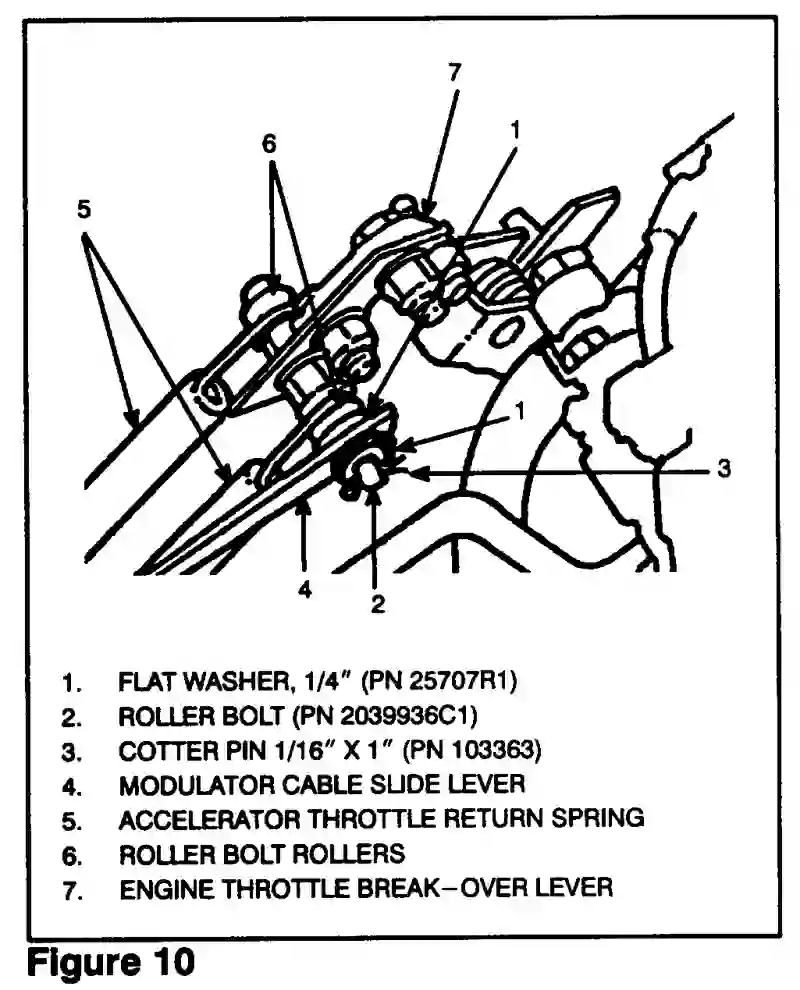 7
1
6
5
1
3
4
2
1. FLAT WASHER, 1/4" (PN 25707R1)
2. ROLLER BOLT (PN 2039936C1)
3. COTTER PIN 1/16" X 1" (PN 103363)
4. MODULATOR CABLE SLIDE LEVER
5. ACCELERATOR THROTTLE RETURN SPRING
6. ROLLER BOLT ROLLERS
7. ENGINE THROTTLE BREAK-OVER LEVER
Figure 10